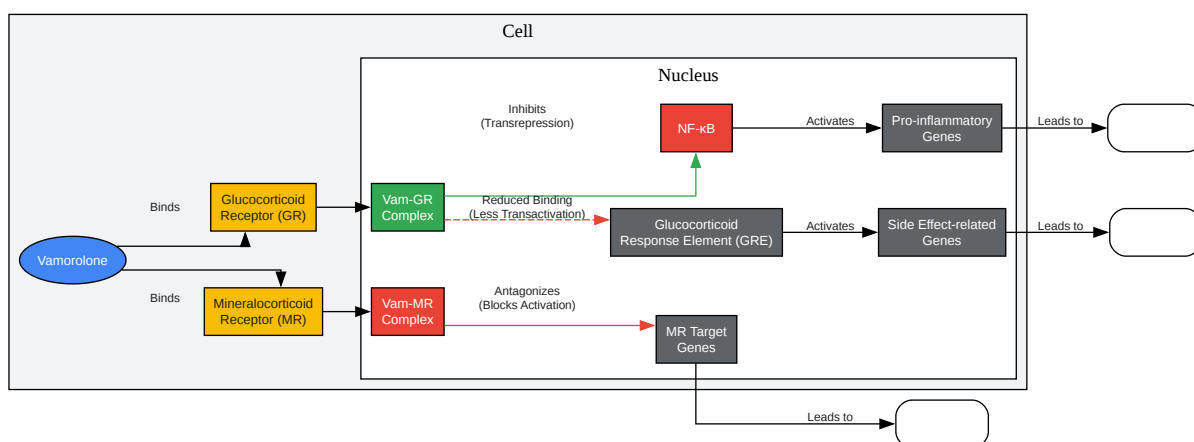 Cell
Nucleus
Inhibits
(Transrepression)
NF-κB
Activates
Pro-inflammatory
Genes
Leads to
Binds
Glucocorticoid
Receptor (GR)
Vam-GR
Complex
Reduced Binding
(Less Transactivation)
Glucocorticoid
Response Element (GRE)
Activates
Side Effect-related
Genes
Leads to
Vamorolone
Binds
Mineralocorticoid
Receptor (MR)
Vam-MR
Complex
Antagonizes
(Blocks Activation)
MR Target
Genes
Leads to